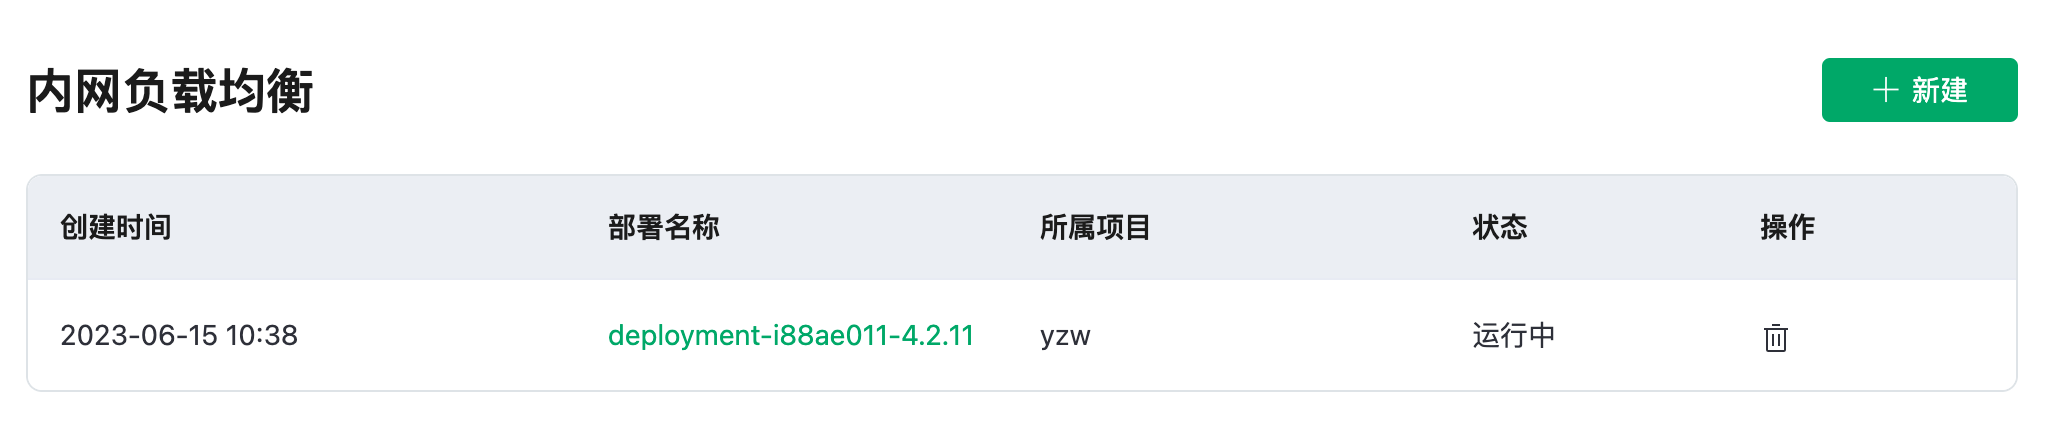 内网负载均衡
新建
创建时间 部署名称 所属项目 状态 操作
2023-06-15 10:38 deployment-i88ae011-4.2.11 yzw 运行中